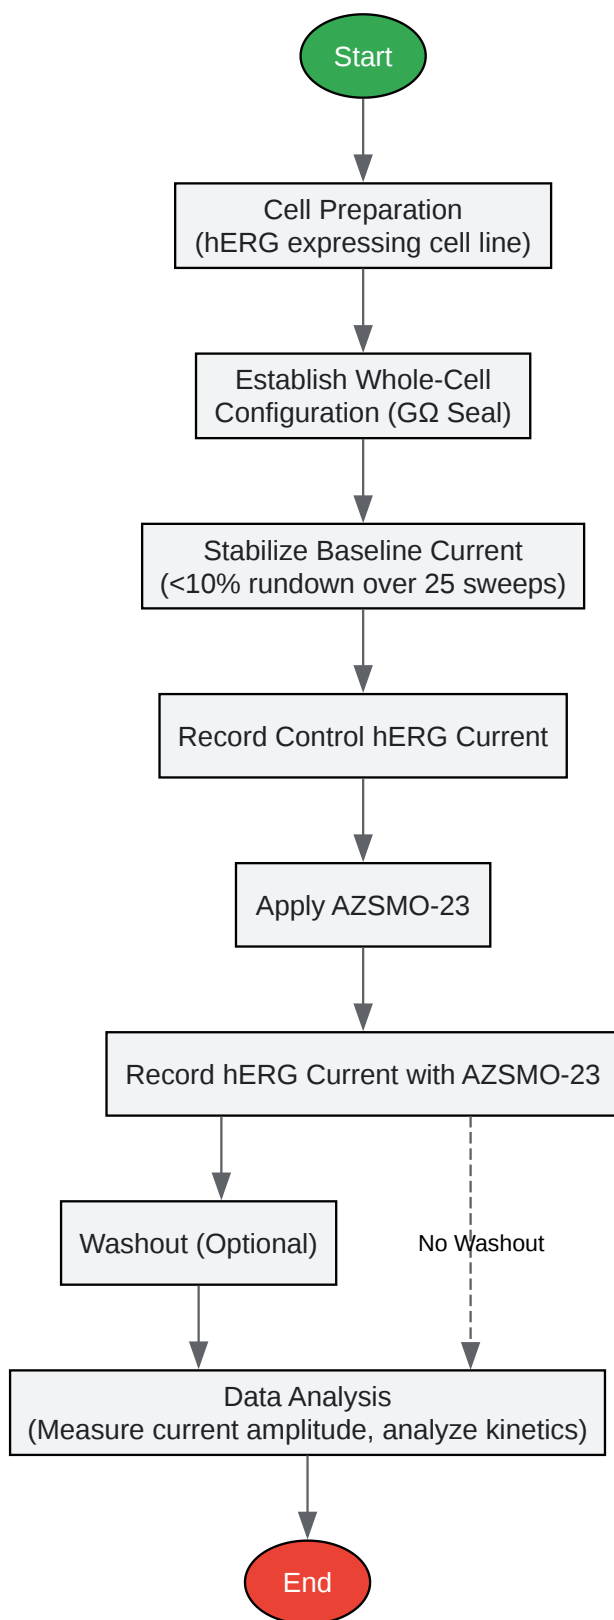 Start
Cell Preparation
(hERG expressing cell line)
Establish Whole-Cell
Configuration (GΩ Seal)
Stabilize Baseline Current
(<10% rundown over 25 sweeps)
Record Control hERG Current
Apply AZSMO-23
Record hERG Current with AZSMO-23
Washout (Optional)
No Washout
Data Analysis
(Measure current amplitude, analyze kinetics)
End